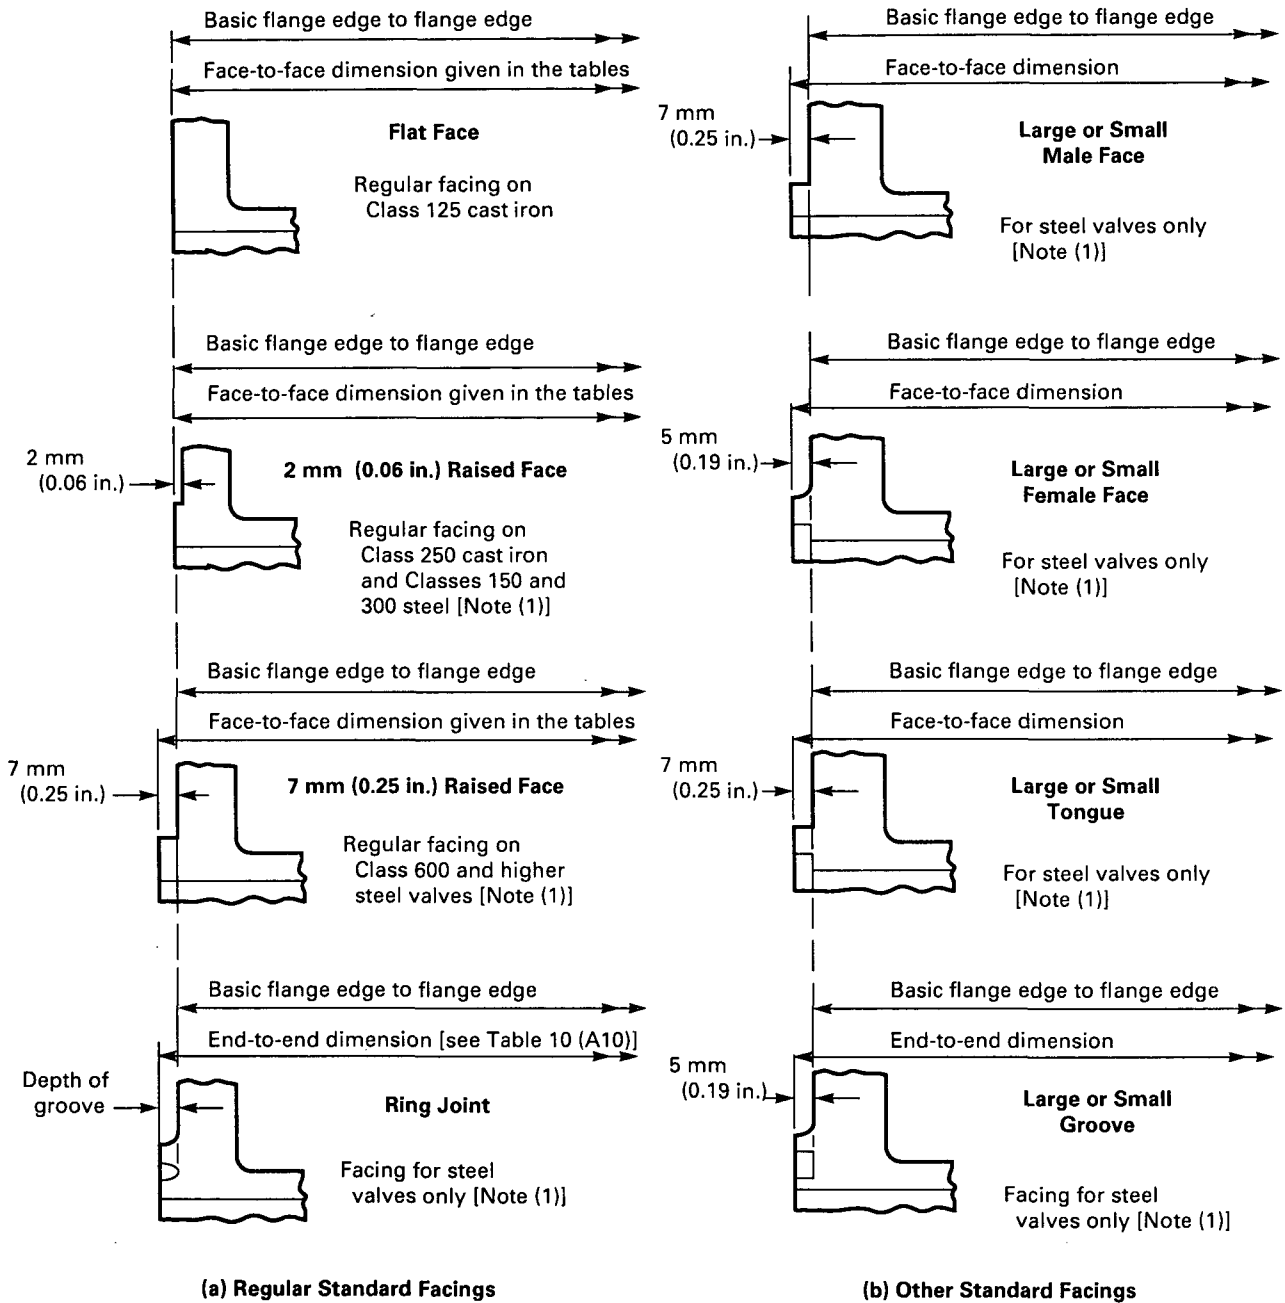 Basic flange edge to flange edge
Face-to-face dimension given in the tables
Flat Face
Regular facing on
Class 125 cast iron
Basic flange edge to flange edge
Face-to-face dimension given in the tables
2 mm
(0.06 in.)
2 mm (0.06 in.) Raised Face
Regular facing on
Class 250 cast iron
and Classes 150 and
300 steel [Note (1)]
Basic flange edge to flange edge
Face-to-face dimension given in the tables
7 mm
(0.25 in.)
7 mm (0.25 in.) Raised Face
Regular facing on
Class 600 and higher
steel valves [Note (1)]
Basic flange edge to flange edge
End-to-end dimension [see Table 10 (A10)]
Depth of
groove
Ring Joint
Facing for steel
valves only [Note (1)]
(a) Regular Standard Facings
Basic flange edge to flange edge
Face-to-face dimension
7 mm
(0.25 in.)
Large or Small
Male Face
For steel valves only
[Note (1)]
Basic flange edge to flange edge
Face-to-face dimension
5 mm
(0.19 in.)
Large or Small
Female Face
For steel valves only
[Note (1)]
Basic flange edge to flange edge
Face-to-face dimension
7 mm
(0.25 in.)
Large or Small
Tongue
For steel valves only
[Note (1)]
Basic flange edge to flange edge
End-to-end dimension
5 mm
(0.19 in.)
Large or Small
Groove
Facing for steel
valves only [Note (1)]
(b) Other Standard Facings